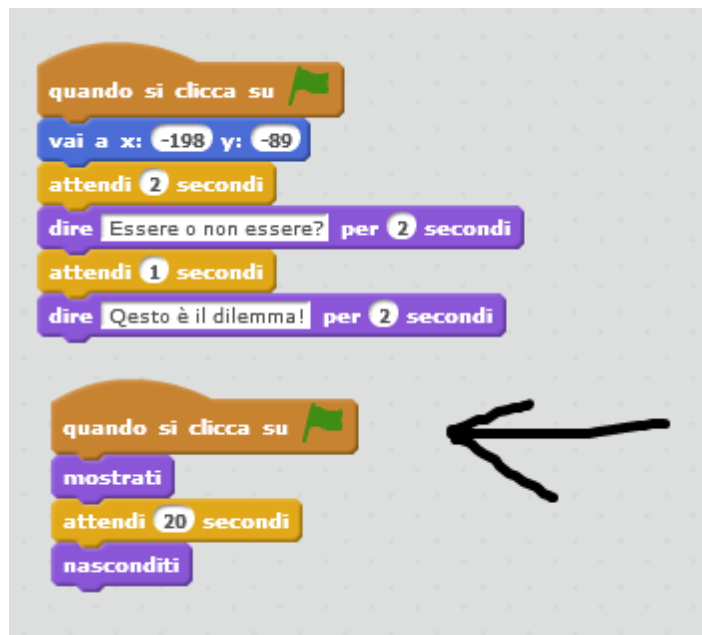 quando si clicca su
vai a x: -198 y: -89
attendi 2 secondi
dire Essere o non essere? per 2 secondi
attendi 1 secondi
dire Qesto è il dilemma! per 2 secondi
quando si clicca su
mostrati
attendi 20 secondi
nasconditi